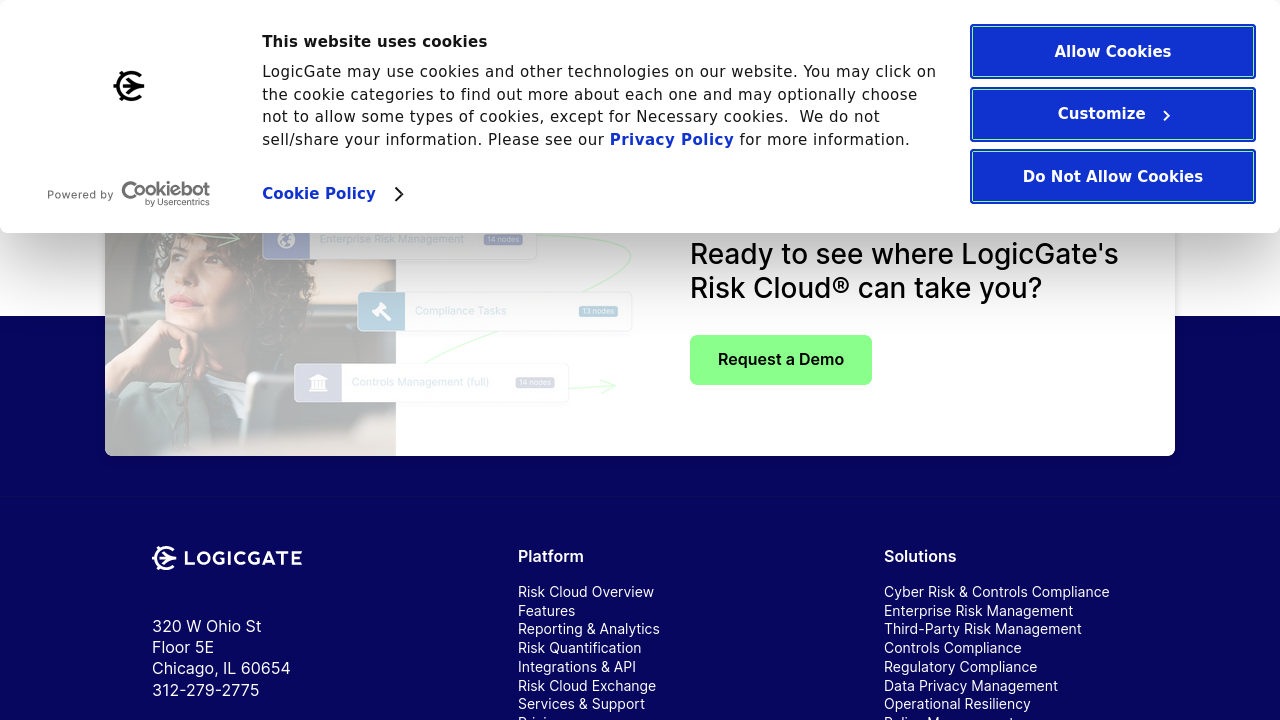 This website uses cookies
LogicGate may use cookies and other technologies on our website. You may click on
the cookie categories to find out more about each one and may optionally choose
not to allow some types of cookies, except for Necessary cookies.  We do not
sell/share your information. Please see our Privacy Policy for more information.
Cookie Policy
Powered by Cookiebot
by Usercentrics
Allow Cookies
Customize
Do Not Allow Cookies
Enterprise Risk Management 14 nodes
Compliance Tasks 13 nodes
Controls Management (full) 14 nodes
Ready to see where LogicGate's
Risk Cloud® can take you?
Request a Demo
LOGICGATE
320 W Ohio St
Floor 5E
Chicago, IL 60654
312-279-2775
Platform
Risk Cloud Overview
Features
Reporting & Analytics
Risk Quantification
Integrations & API
Risk Cloud Exchange
Services & Support
Solutions
Cyber Risk & Controls Compliance
Enterprise Risk Management
Third-Party Risk Management
Controls Compliance
Regulatory Compliance
Data Privacy Management
Operational Resiliency